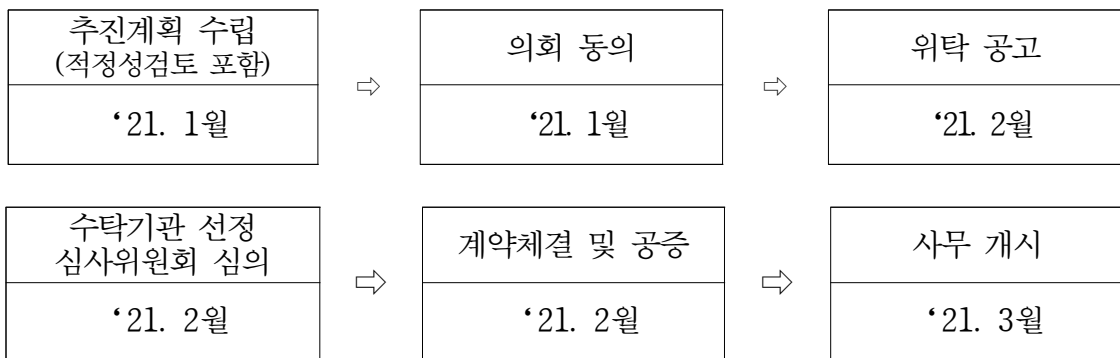 추진계획 수립
(적정성검토 포함)
‘21. 1월
⇨
의회 동의
‘21. 1월
⇨
위탁 공고
‘21. 2월
수탁기관 선정
심사위원회 심의
‘21. 2월
⇨
계약체결 및 공증
‘21. 2월
⇨
사무 개시
‘21. 3월